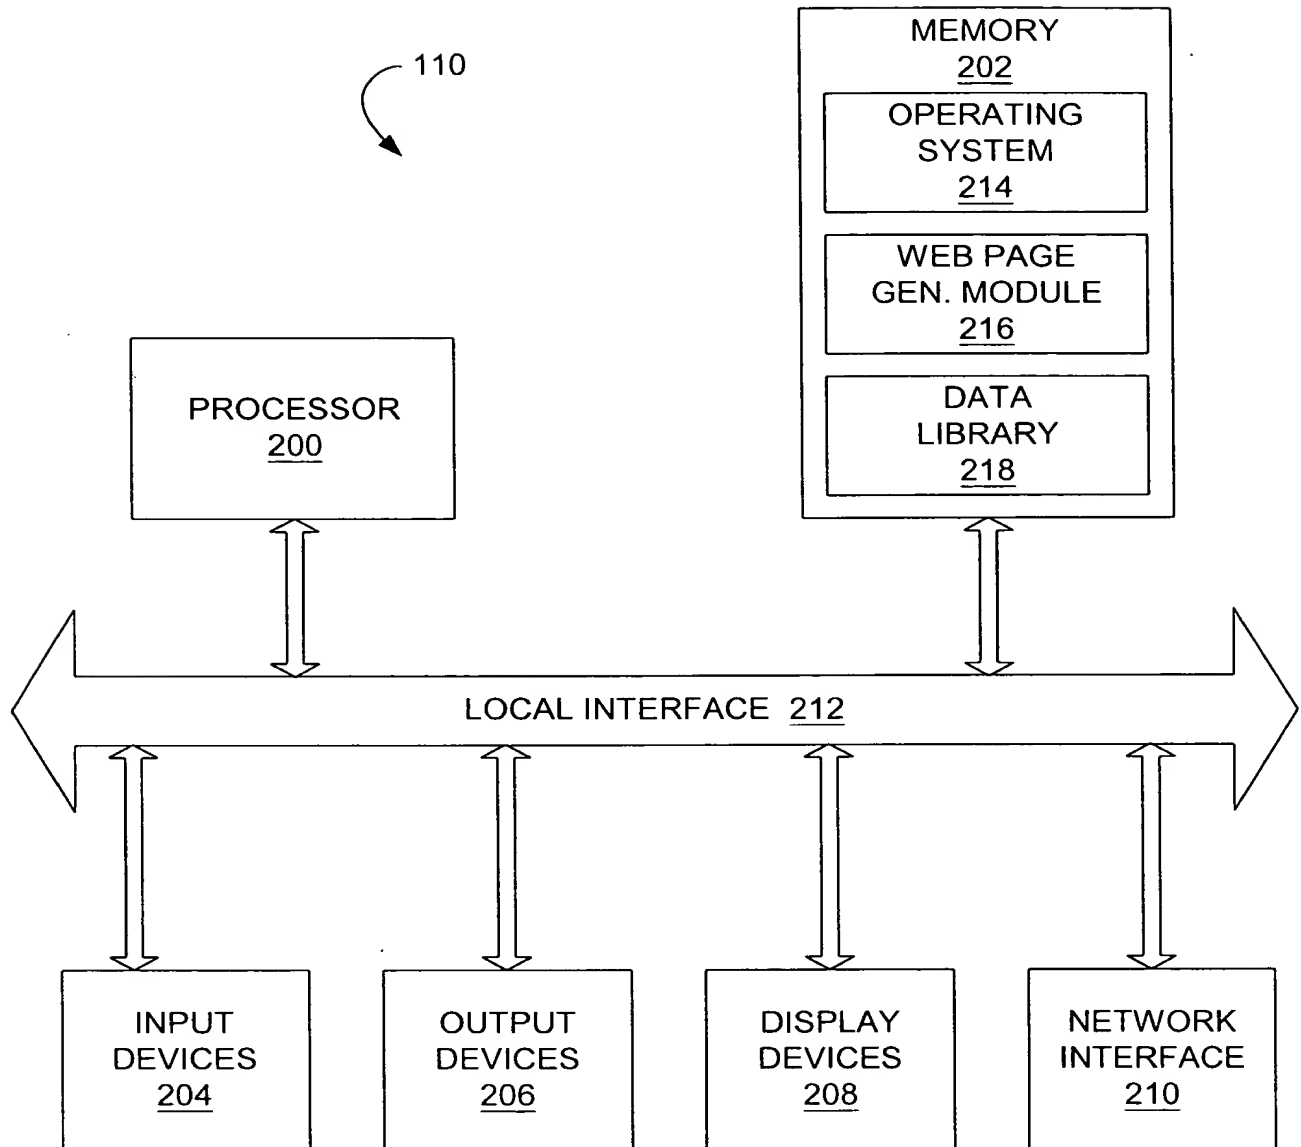 110
MEMORY
202
OPERATING
SYSTEM
214
WEB PAGE
GEN. MODULE
216
DATA
LIBRARY
218
PROCESSOR
200
LOCAL INTERFACE 212
INPUT
DEVICES
204
OUTPUT
DEVICES
206
DISPLAY
DEVICES
208
NETWORK
INTERFACE
210